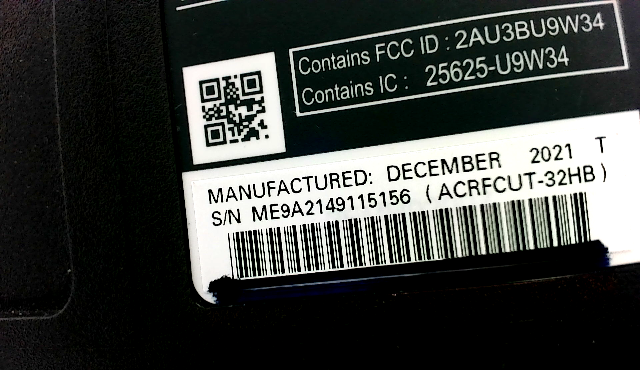 Contains FCC ID : 2AU3BU9W34
Contains IC : 25625-U9W34
MANUFACTURED: DECEMBER 2021 T
S/N ME9A2149115156 (ACRFCUT-32HB)